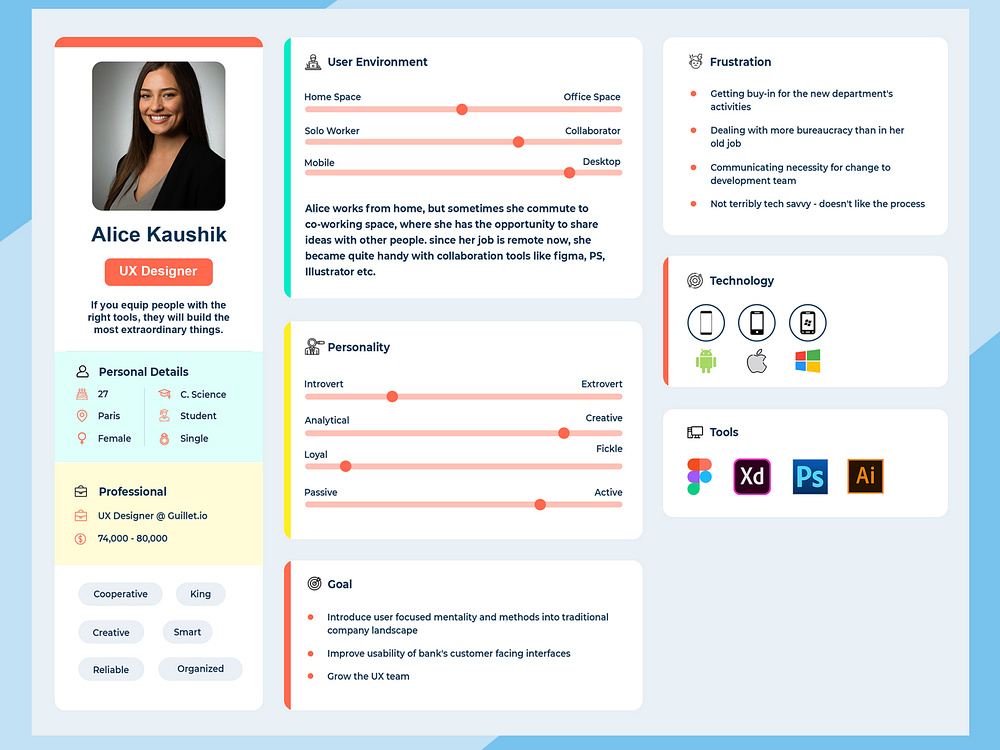 Alice Kaushik
UX Designer
If you equip people with the
right tools, they will build the
most extraordinary things.
Personal Details
27
C. Science
Paris
Student
Female
Single
Professional
UX Designer @ Guillet.io
74,000 - 80,000
Cooperative
King
Creative
Smart
Reliable
Organized
User Environment
Home Space
Office Space
Solo Worker
Collaborator
Mobile
Desktop
Alice works from home, but sometimes she commute to
co-working space, where she has the opportunity to share
ideas with other people. since her job is remote now, she
became quite handy with collaboration tools like figma, PS,
Illustrator etc.
Personality
Introvert
Extrovert
Analytical
Creative
Loyal
Fickle
Passive
Active
Goal
Introduce user focused mentality and methods into traditional
company landscape
Improve usability of bank's customer facing interfaces
Grow the UX team
Frustration
Getting buy-in for the new department's
activities
Dealing with more bureaucracy than in her
old job
Communicating necessity for change to
development team
Not terribly tech savvy - doesn't like the process
Technology
Tools
Xd
Ps
Ai